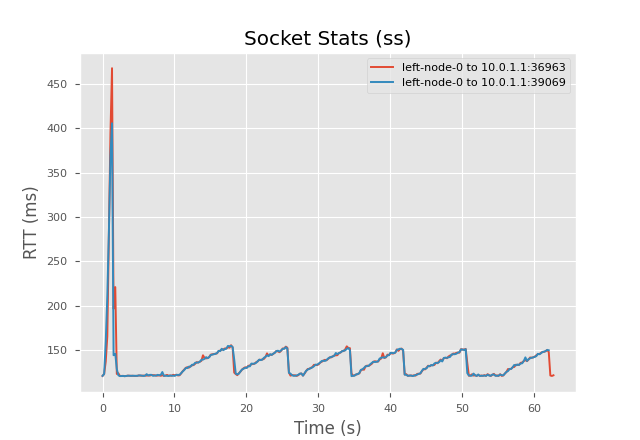 Socket Stats (ss)
left-node-0 to 10.0.1.1:36963
left-node-0 to 10.0.1.1:39069
RTT (ms)
450
400
350
300
250
200
150
0 10 20 30 40 50 60
Time (s)